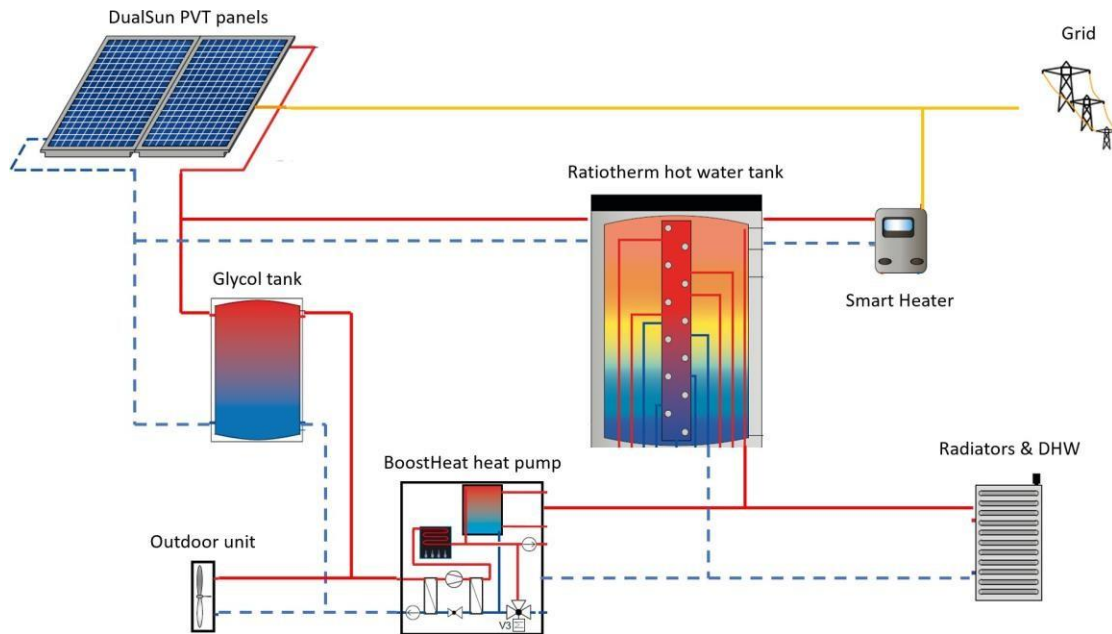 DualSun PVT panels
Grid
Ratiotherm hot water tank
Glycol tank
Smart Heater
BoostHeat heat pump
Radiators & DHW
Outdoor unit
V3